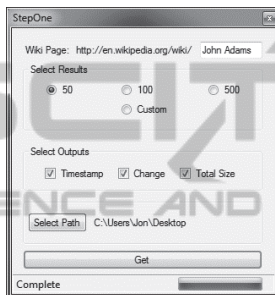 StepOne
Wiki Page: http://en.wikipedia.org/wiki/ John Adams
Select Results
50 100 500
Custom
Select Outputs
Timestamp Change Total Size
Select Path C:\Users\Jon\Desktop
Get
Complete